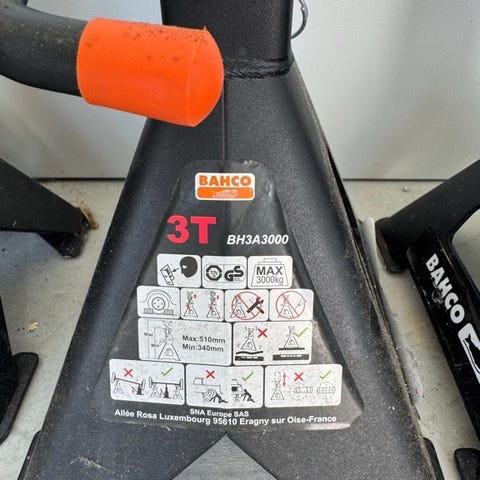 BAHCO
3T BH3A3000
GS
MAX
3000kg
Max
Max:510mm
Min:340mm
SNA Europe SAS
Allée Rosa Luxembourg 95610 Eragny sur Oise-France
BAHCO